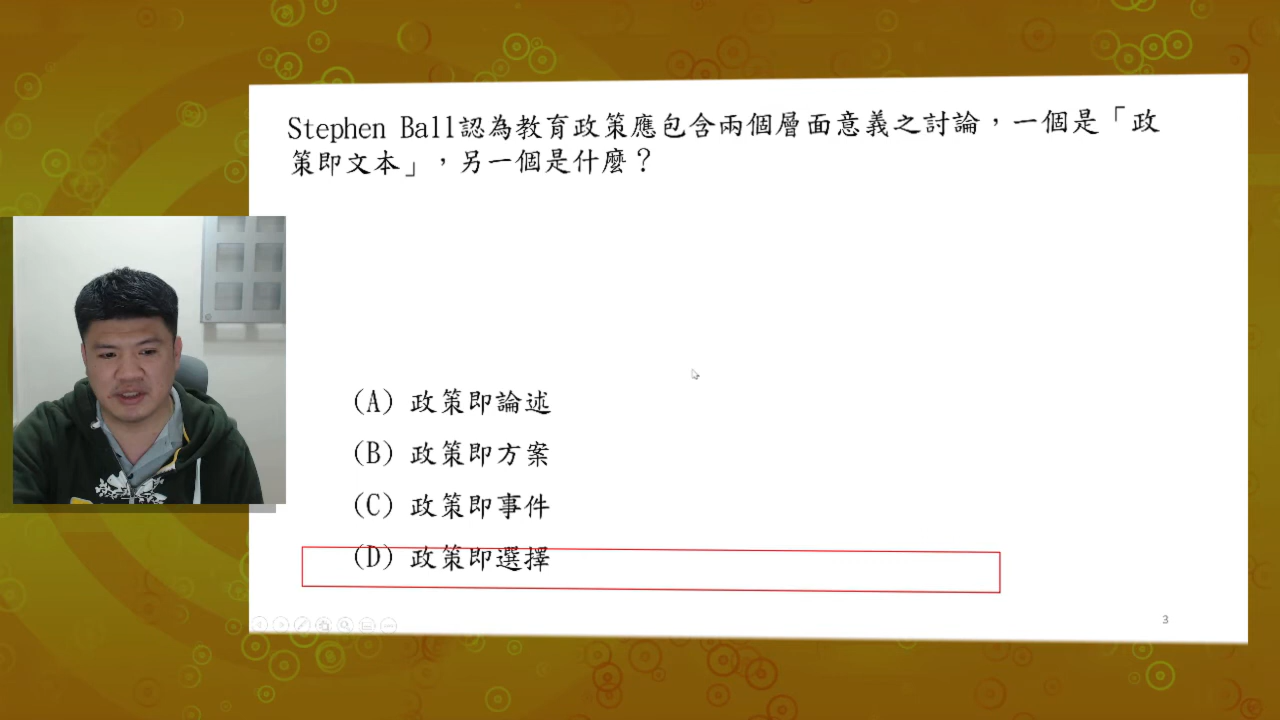 Stephen Ball認為教育政策應包含兩個層面意義之討論，一個是「政
策即文本」，另一個是什麼？
(A) 政策即論述
(B) 政策即方案
(C) 政策即事件
(D) 政策即選擇
3